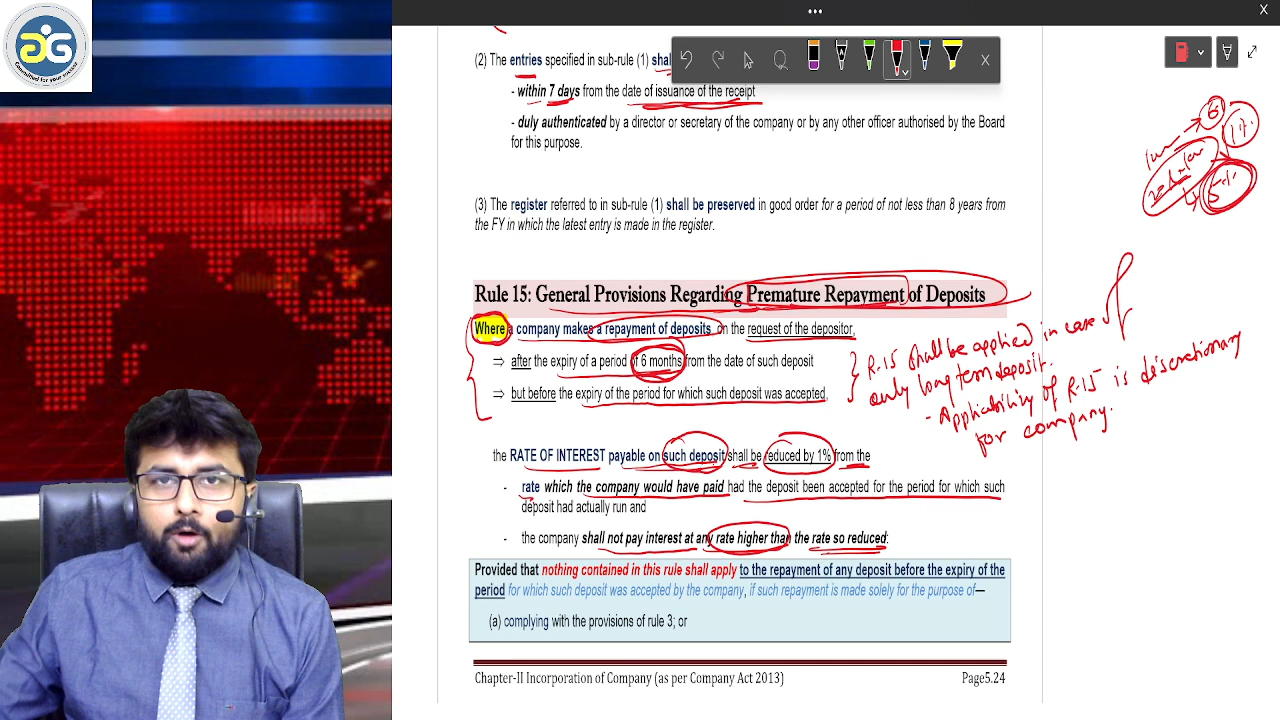 Committed for your success
X
(2) The entries specified in sub-rule (1) shal
- within 7 days from the date of issuance of the receipt
- duly authenticated by a director or secretary of the company or by any other officer authorised by the Board
for this purpose.
(3) The register referred to in sub-rule (1) shall be preserved in good order for a period of not less than 8 years from
the FY in which the latest entry is made in the register.
6
1%
5%
Rule 15: General Provisions Regarding Premature Repayment of Deposits
Where a company makes a repayment of deposits on the request of the depositor,
⇒ after the expiry of a period of 6 months from the date of such deposit
⇒ but before the expiry of the period for which such deposit was accepted,
R-15 shall be applied in case of
only long term deposit.
- Applicability of R-15 is discretionary
for company.
the RATE OF INTEREST payable on such deposit shall be reduced by 1% from the
- rate which the company would have paid had the deposit been accepted for the period for which such
deposit had actually run and
- the company shall not pay interest at any rate higher than the rate so reduced:
Provided that nothing contained in this rule shall apply to the repayment of any deposit before the expiry of the
period for which such deposit was accepted by the company, if such repayment is made solely for the purpose of—
(a) complying with the provisions of rule 3; or
Chapter-II Incorporation of Company (as per Company Act 2013) Page5.24